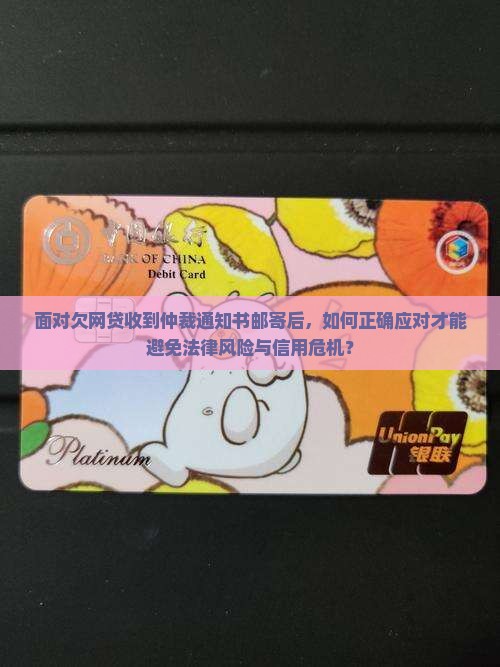 中国银行
BANK OF CHINA
Debit Card
面对欠网贷收到仲裁通知书邮寄后，如何正确应对才能
避免法律风险与信用危机？
Platinum
UnionPay
银联